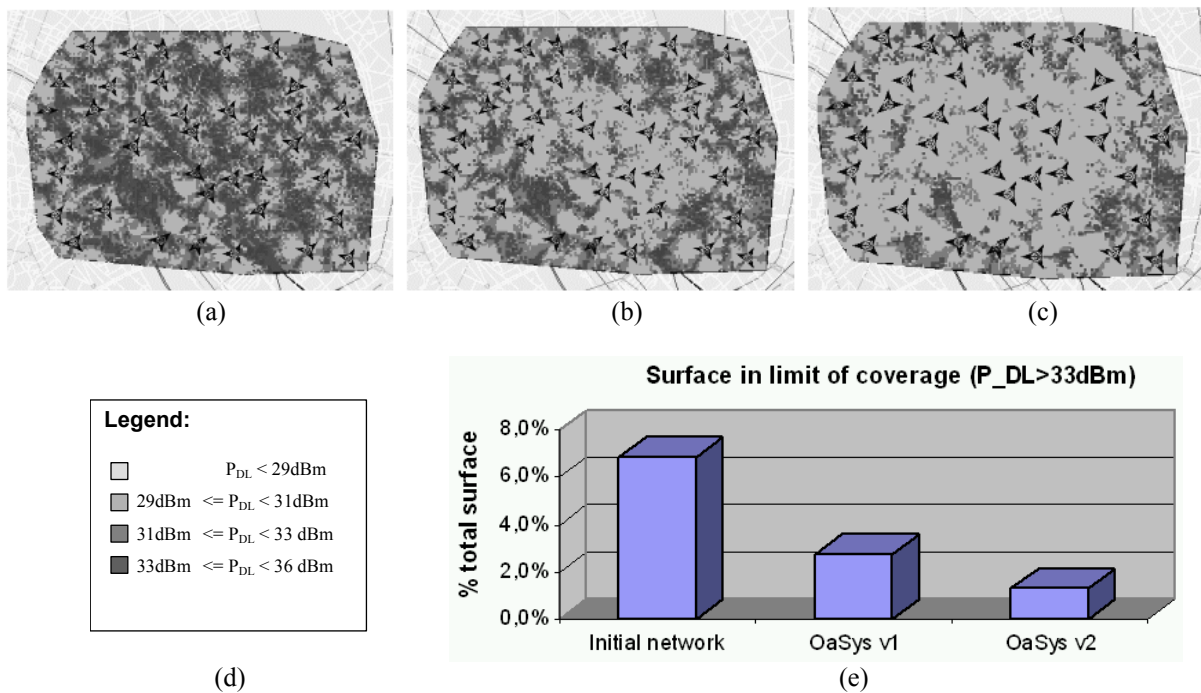 (a)
(b)
(c)
Legend:
P_DL < 29dBm
29dBm <= P_DL < 31dBm
31dBm <= P_DL < 33 dBm
33dBm <= P_DL < 36 dBm
(d)
Surface in limit of coverage (P_DL>33dBm)
% total surface
8,0%
6,0%
4,0%
2,0%
0,0%
Initial network
OaSys v1
OaSys v2
(e)